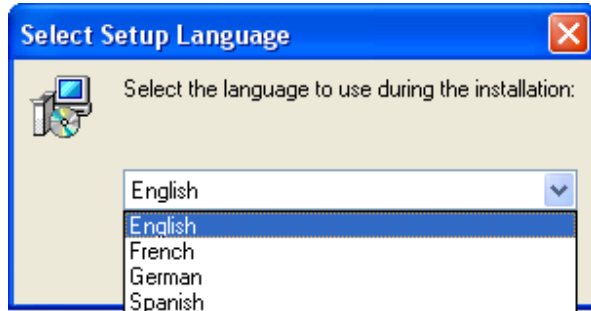 Select Setup Language
Select the language to use during the installation:
English
English
French
German
Spanish